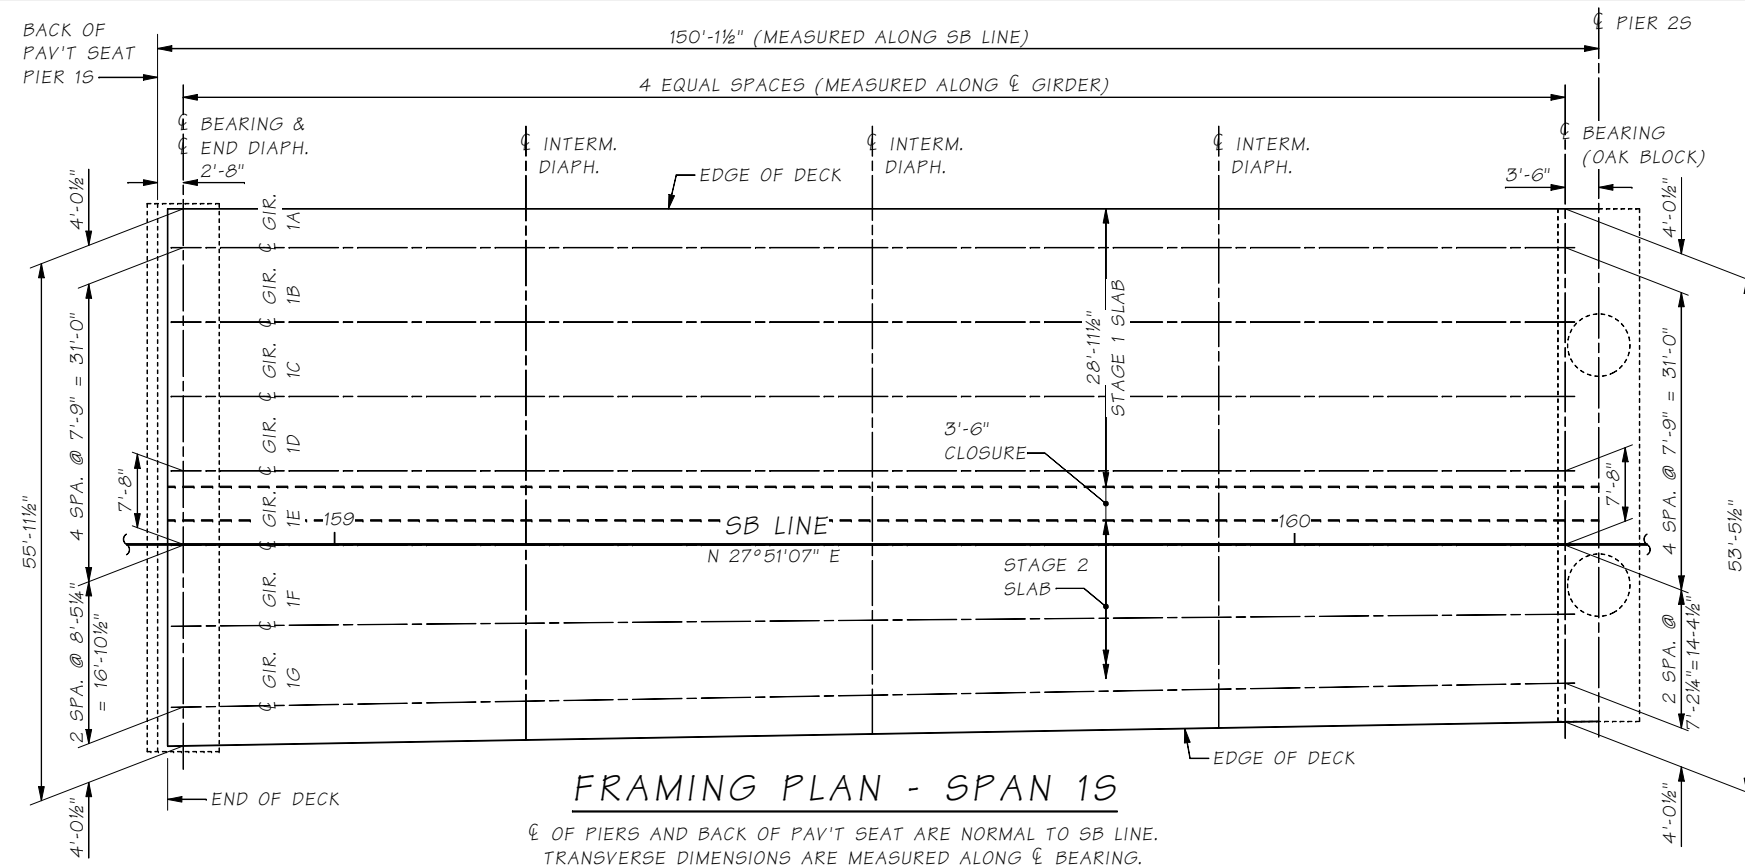 BACK OF
PAV'T SEAT
PIER 1S
150'-1½" (MEASURED ALONG SB LINE)
℄ PIER 2S
4 EQUAL SPACES (MEASURED ALONG ℄ GIRDER)
℄ BEARING &
℄ END DIAPH.
2'-8"
℄ INTERM.
DIAPH.
℄ INTERM.
DIAPH.
℄ INTERM.
DIAPH.
℄ BEARING
(OAK BLOCK)
3'-6"
EDGE OF DECK
4'-0½"
4'-0½"
℄ GIR.
1A
℄ GIR.
1B
℄ GIR.
1C
℄ GIR.
1D
℄ GIR.
1E
℄ GIR.
1F
℄ GIR.
1G
28'-11½"
STAGE 1 SLAB
3'-6"
CLOSURE
4 SPA. @ 7'-9" = 31'-0"
4 SPA. @ 7'-9" = 31'-0"
7'-8"
7'-8"
55'-11½"
53'-5½"
159
SB LINE
160
N 27°51'07" E
STAGE 2
SLAB
2 SPA. @ 8'-5¼"
= 16'-10½"
2 SPA. @
7'-2¼"=14-4½"
EDGE OF DECK
END OF DECK
4'-0½"
4'-0½"
FRAMING PLAN - SPAN 1S
℄ OF PIERS AND BACK OF PAV'T SEAT ARE NORMAL TO SB LINE.
TRANSVERSE DIMENSIONS ARE MEASURED ALONG ℄ BEARING.